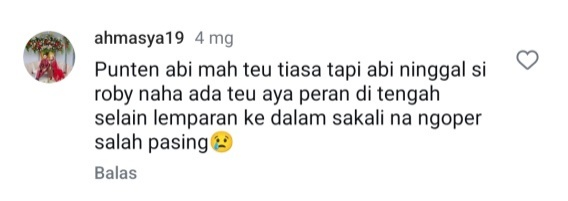 ahmasya19 4 mg
Punten abi mah teu tiasa tapi abi ninggal si
roby naha ada teu aya peran di tengah
selain lemparan ke dalam sakali na ngoper
salah pasing😢
Balas